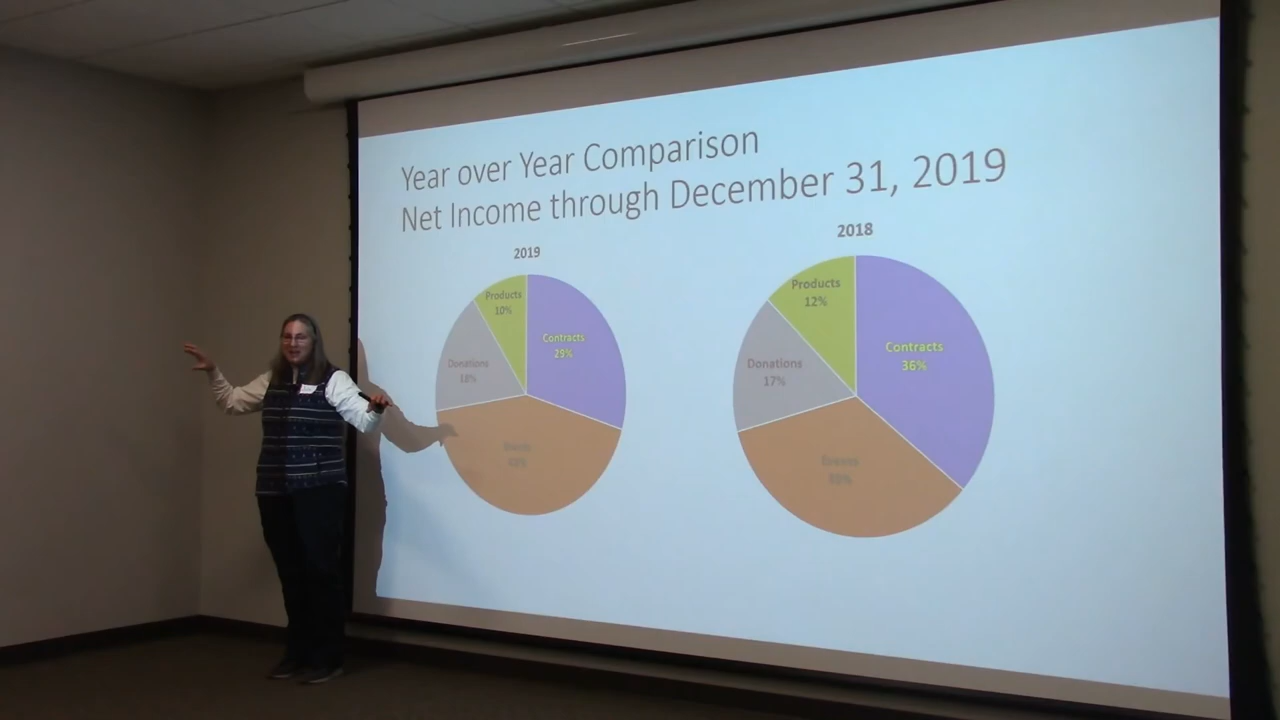 Year over Year Comparison
Net Income through December 31, 2019
2019
Products
10%
Contracts
29%
Donations
18%
2018
Products
12%
Contracts
36%
Donations
17%